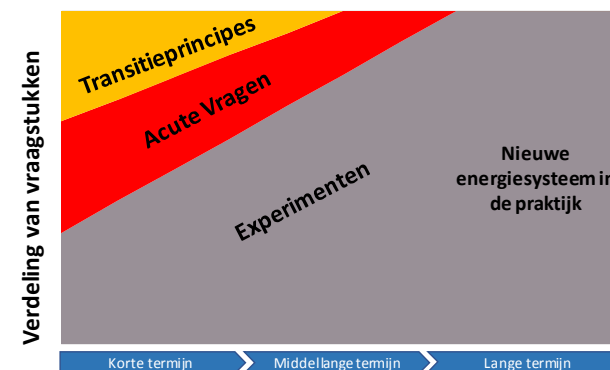 Verdeling van vraagstukken
Transitieprincipes
Acute Vragen
Experimenten
Nieuwe
energiesysteem in
de praktijk
Korte termijn
Middellange termijn
Lange termijn